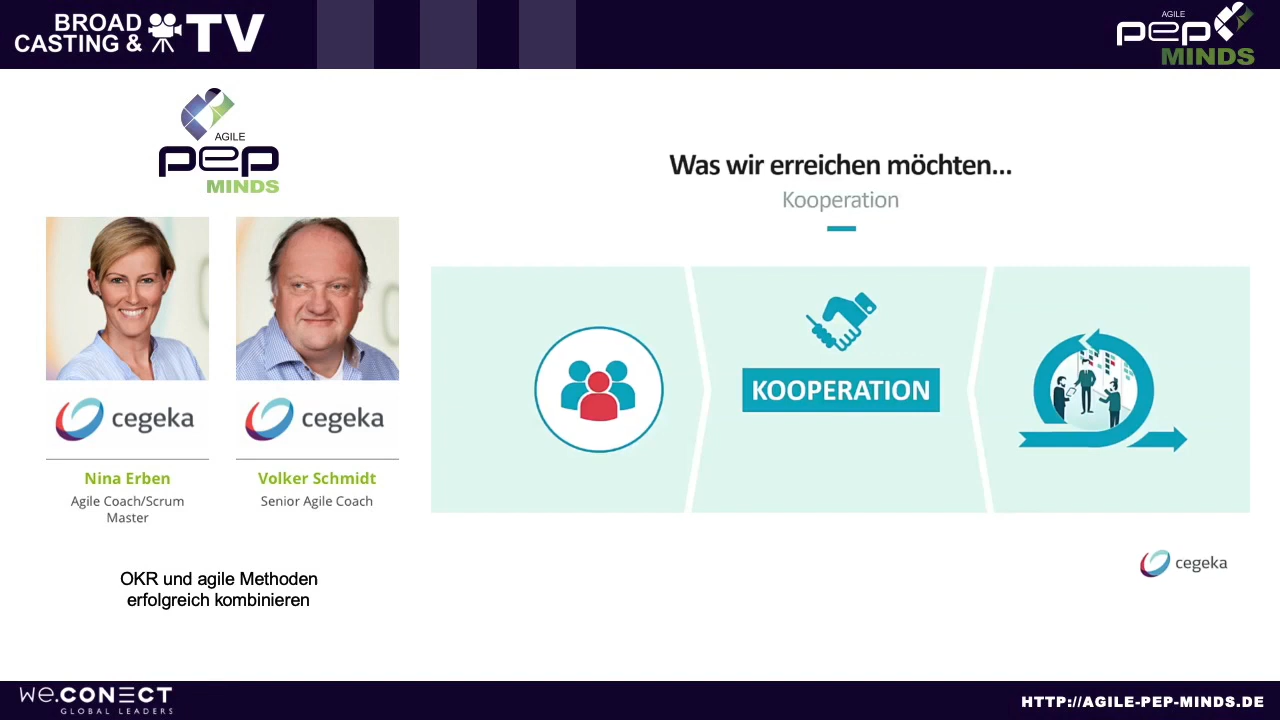 BROAD
CASTING & TV
AGILE
pep
MINDS
AGILE
pep
MINDS
cegeka
Nina Erben
Agile Coach/Scrum
Master
cegeka
Volker Schmidt
Senior Agile Coach
OKR und agile Methoden
erfolgreich kombinieren
Was wir erreichen möchten...
Kooperation
KOOPERATION
cegeka
we.CONECT
GLOBAL LEADERS
HTTP://AGILE-PEP-MINDS.DE